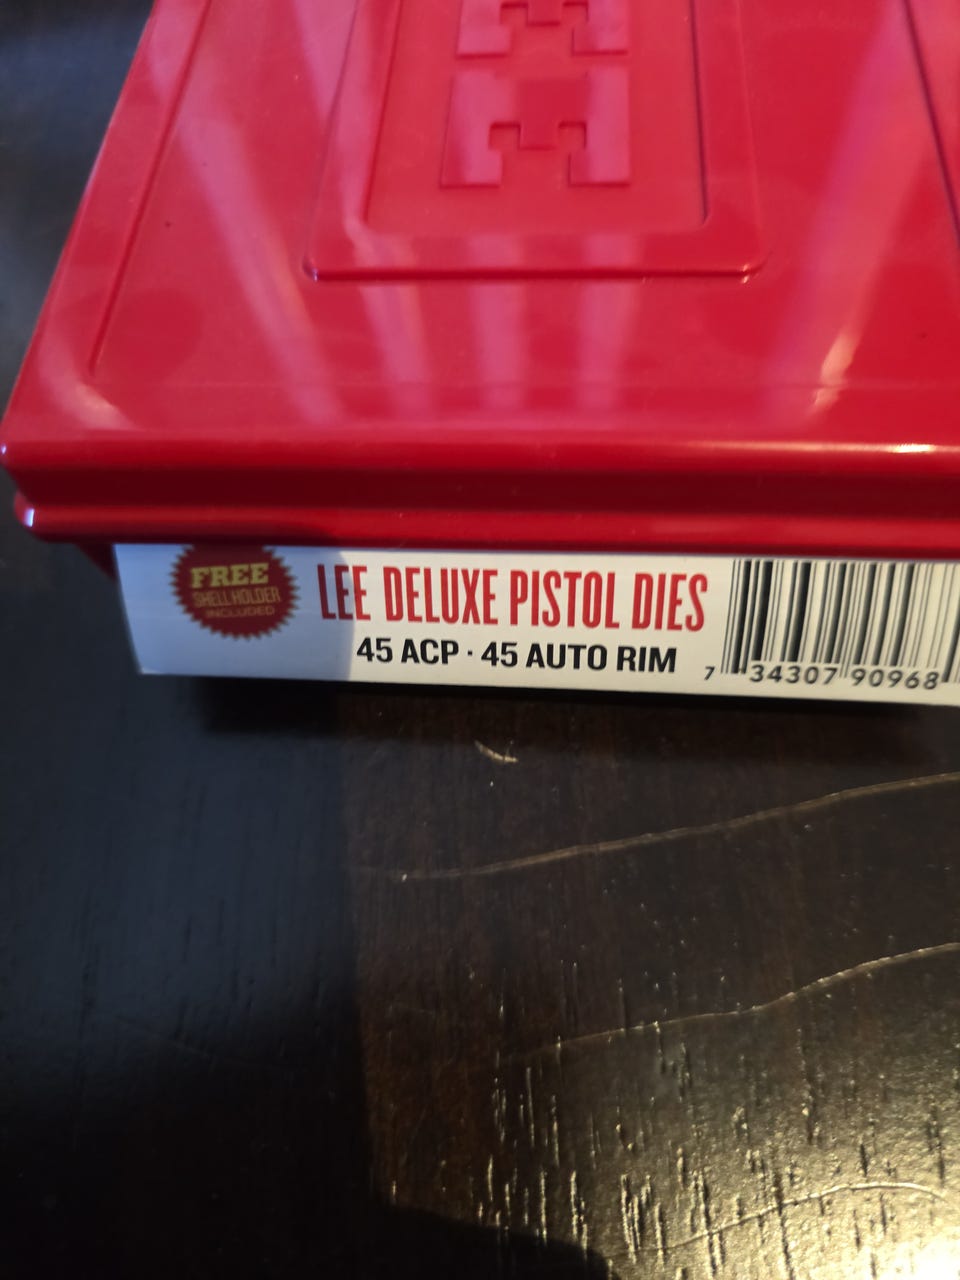 FREE
SHELL HOLDER
INCLUDED
LEE DELUXE PISTOL DIES
45 ACP · 45 AUTO RIM
7 34307 90968